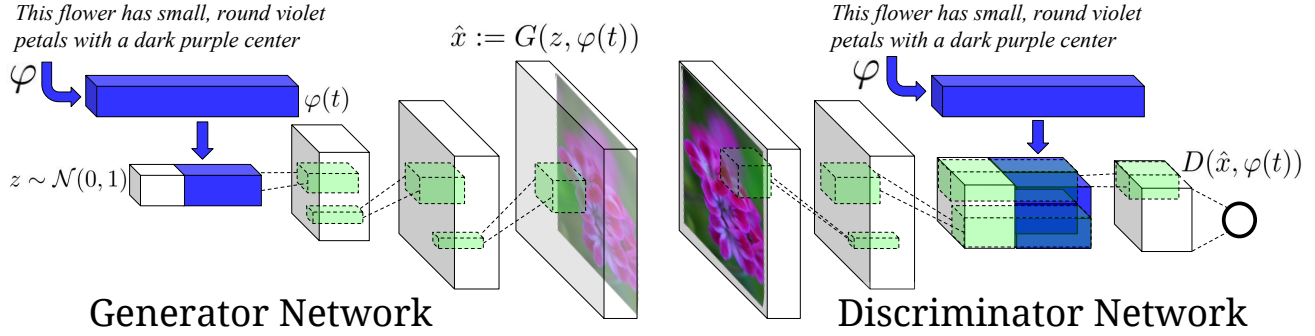 This flower has small, round violet
petals with a dark purple center
φ
φ(t)
z ∼ 𝒩(0, 1)
x̂ := G(z, φ(t))
Generator Network
This flower has small, round violet
petals with a dark purple center
φ
D(x̂, φ(t))
Discriminator Network